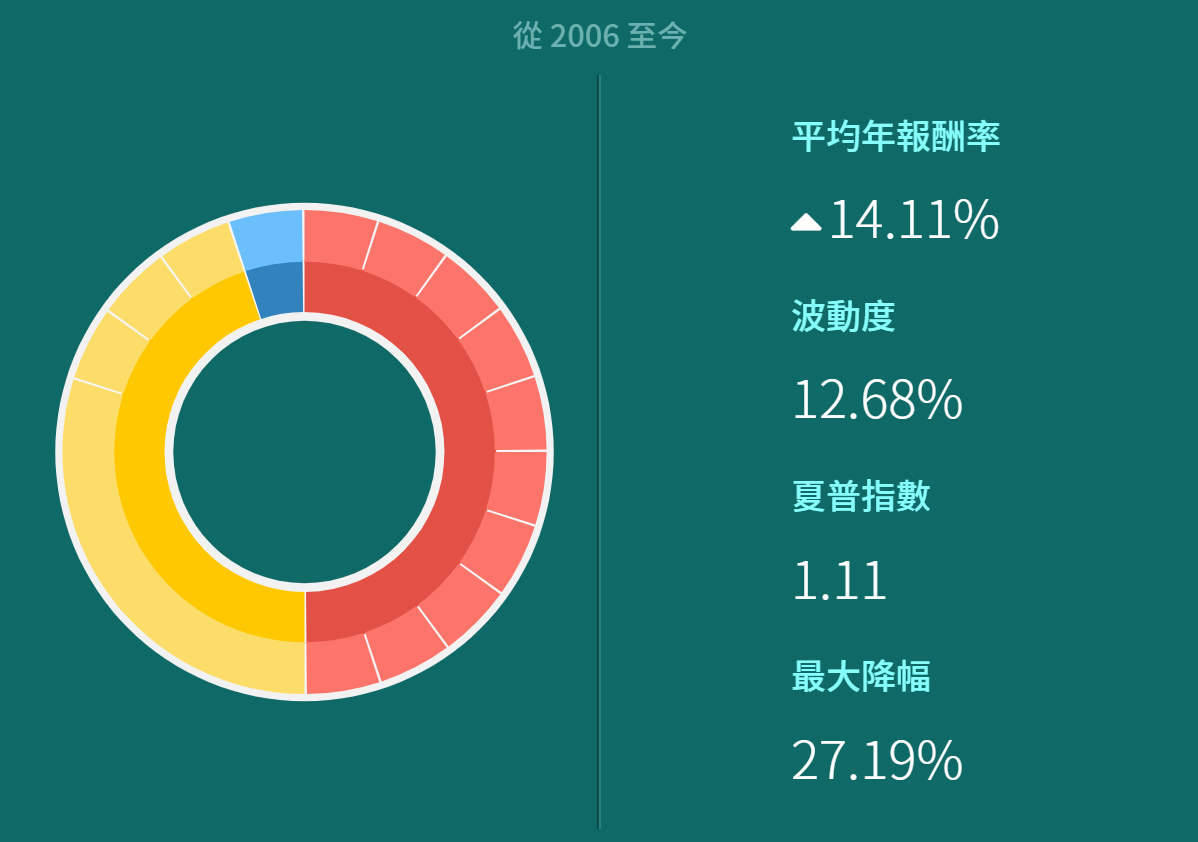 從 2006 至今
平均年報酬率
14.11%
波動度
12.68%
夏普指數
1.11
最大降幅
27.19%